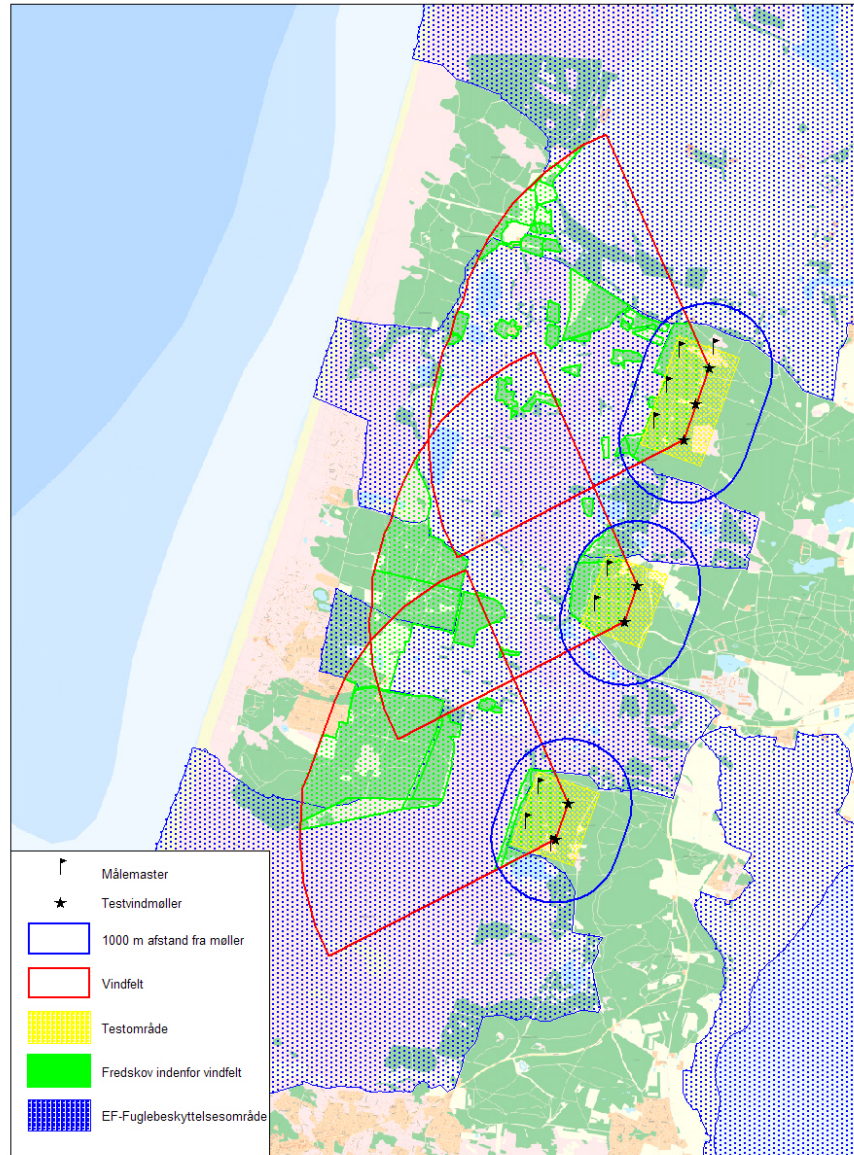 Målemaster
Testvindmøller
1000 m afstand fra møller
Vindfelt
Testområde
Fredskov indenfor vindfelt
EF-Fuglebeskyttelsesområde